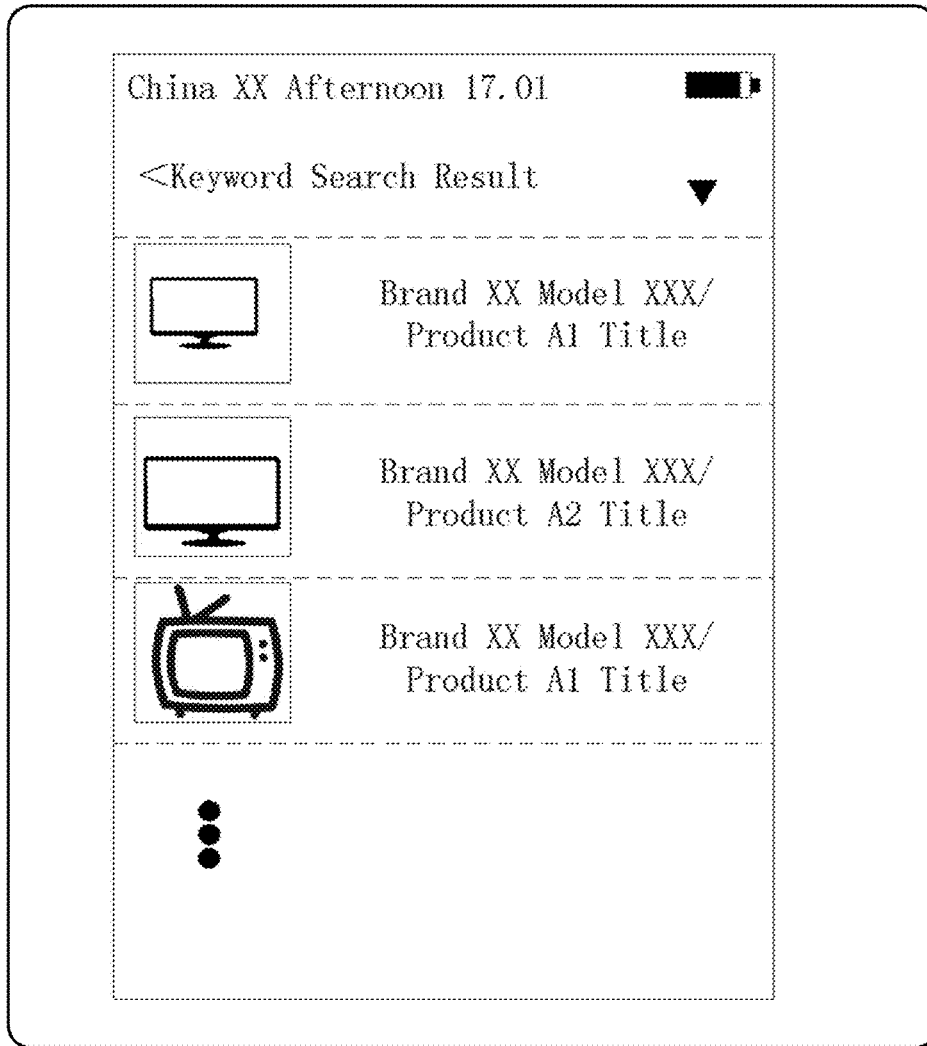 China XX Afternoon 17.01
<Keyword Search Result
Brand XX Model XXX/
Product A1 Title
Brand XX Model XXX/
Product A2 Title
Brand XX Model XXX/
Product A1 Title